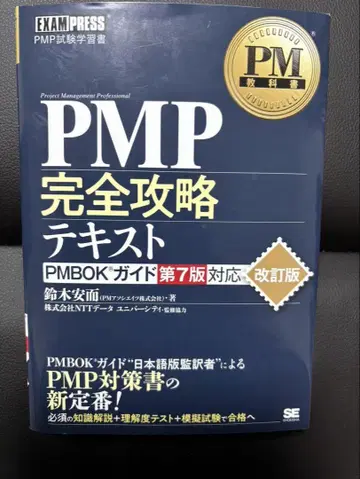 EXAMPRESS
PMP試験学習書
PM
教科書
Project Management Professional
PMP
完全攻略
テキスト
PMBOK®ガイド 第7版 対応 改訂版
鈴木安而(PMアソシエイツ株式会社)・著
株式会社NTTデータ ユニバーシティ・監修協力
PMBOK®ガイド“日本語版監訳者”による
PMP対策書の
新定番!
必須の知識解説+理解度テスト+模擬試験で合格へ
SE
SHOEISHA